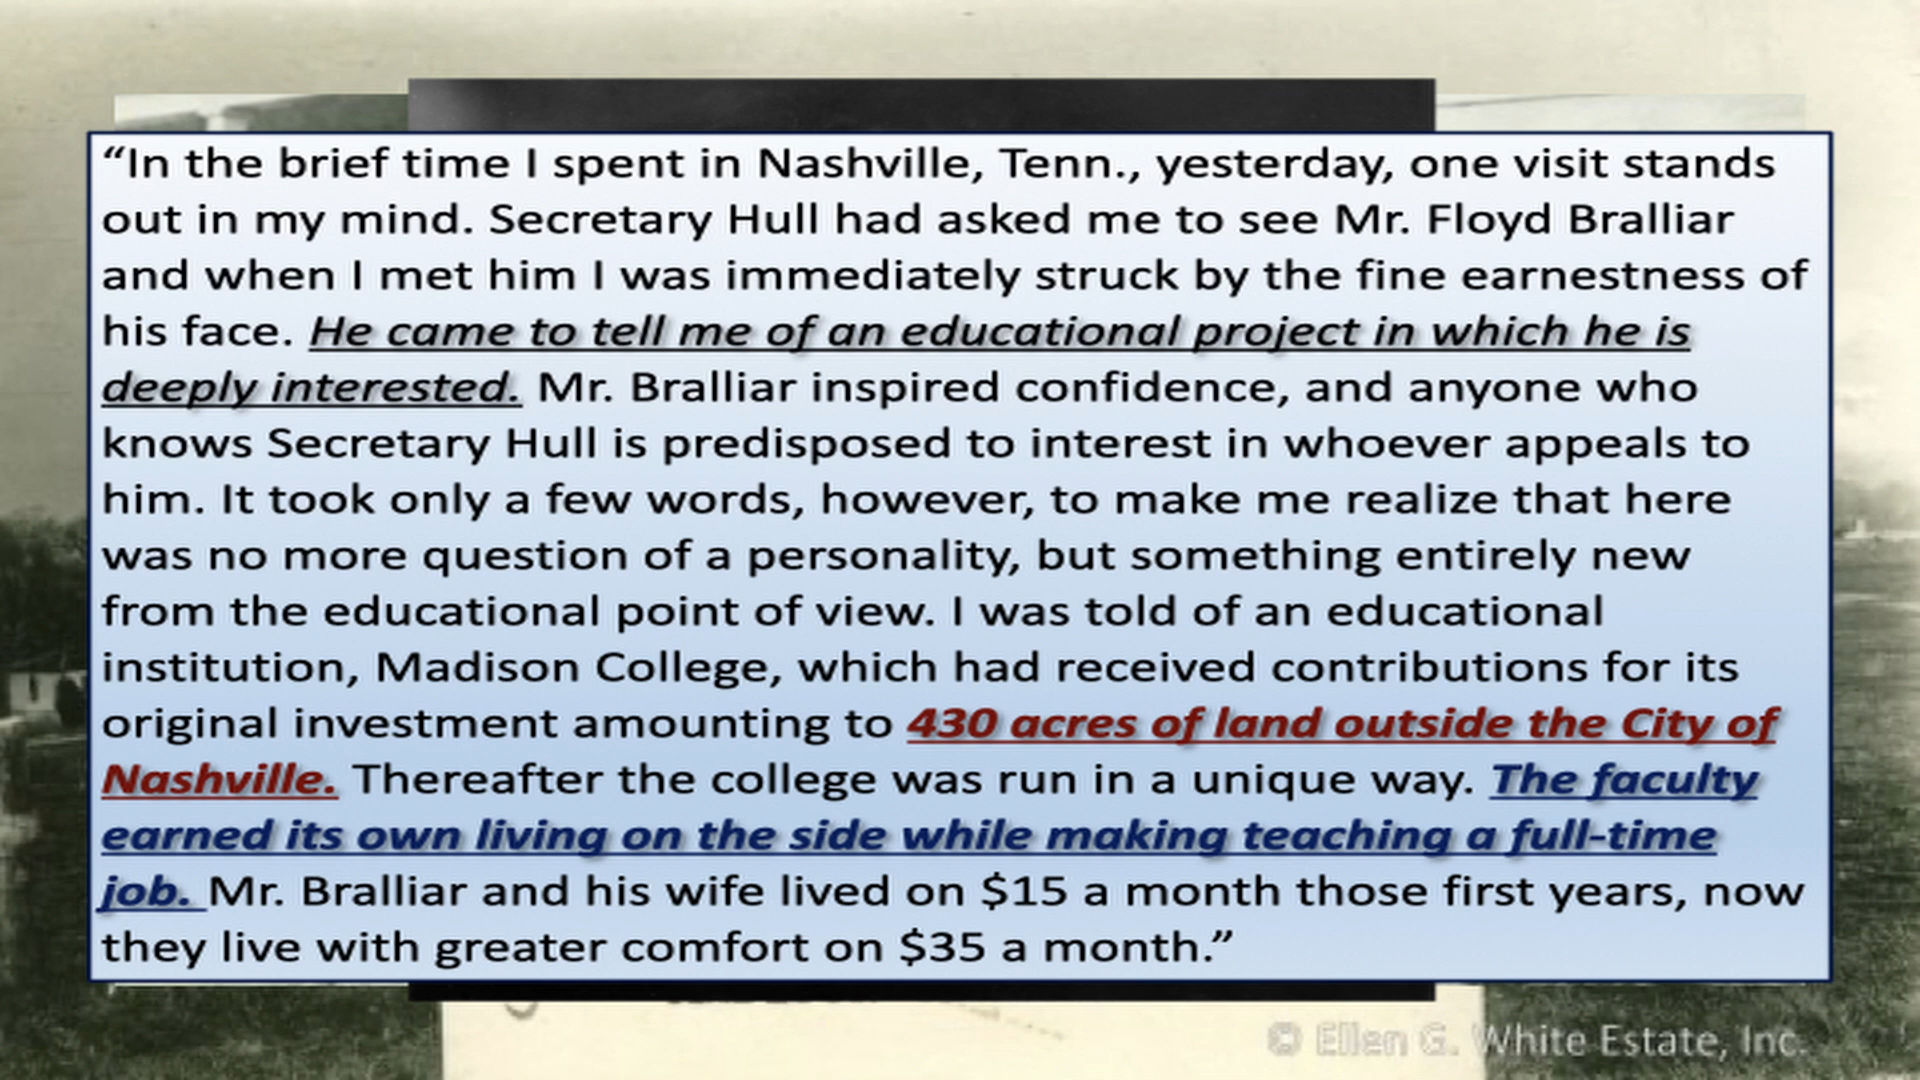 “In the brief time I spent in Nashville, Tenn., yesterday, one visit stands
out in my mind. Secretary Hull had asked me to see Mr. Floyd Bralliar
and when I met him I was immediately struck by the fine earnestness of
his face. He came to tell me of an educational project in which he is
deeply interested. Mr. Bralliar inspired confidence, and anyone who
knows Secretary Hull is predisposed to interest in whoever appeals to
him. It took only a few words, however, to make me realize that here
was no more question of a personality, but something entirely new
from the educational point of view. I was told of an educational
institution, Madison College, which had received contributions for its
original investment amounting to 430 acres of land outside the City of
Nashville. Thereafter the college was run in a unique way. The faculty
earned its own living on the side while making teaching a full-time
job. Mr. Bralliar and his wife lived on $15 a month those first years, now
they live with greater comfort on $35 a month.”
© Ellen G. White Estate, Inc.